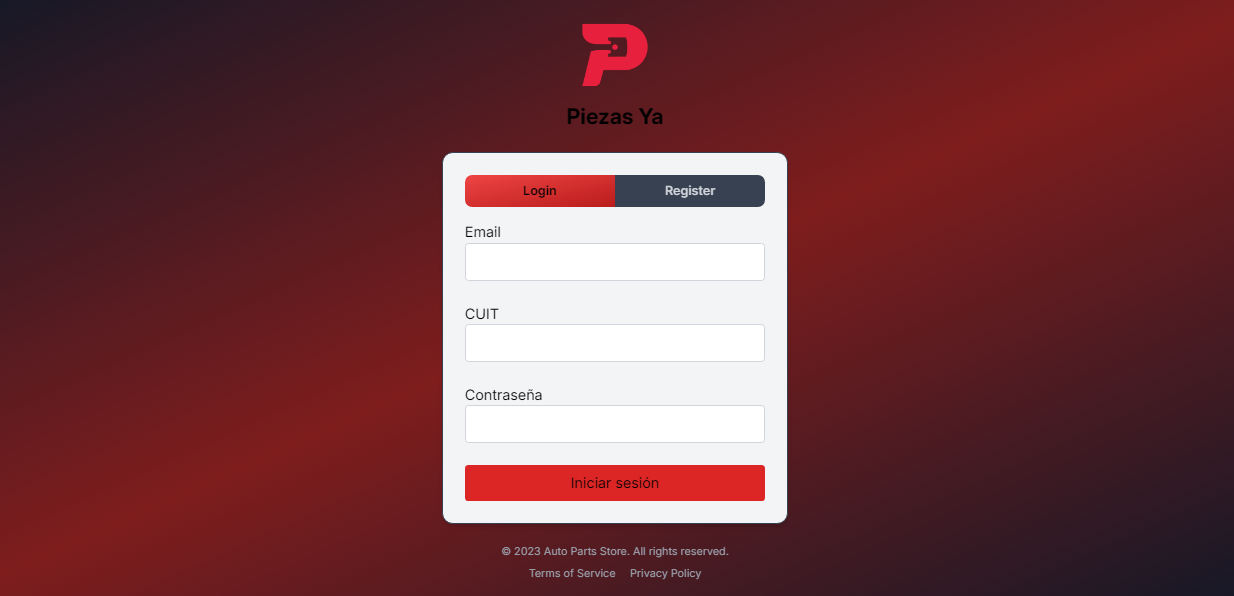 Piezas Ya
Login Register
Email
CUIT
Contraseña
Iniciar sesión
© 2023 Auto Parts Store. All rights reserved.
Terms of Service Privacy Policy